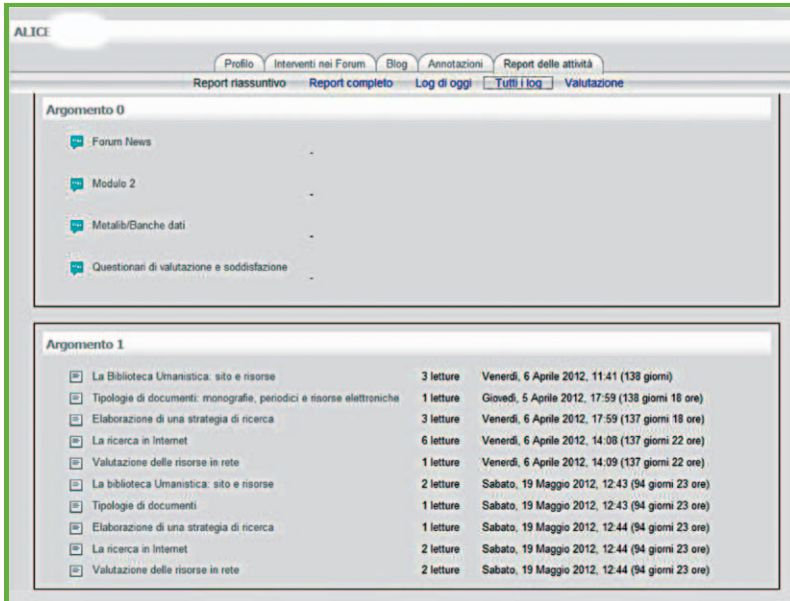 ALICE
Profilo Interventi nei Forum Blog Annotazioni Report delle attività
Report riassuntivo Report completo Log di oggi Tutti i log Valutazione
Argomento 0
Forum News
-
Modulo 2
-
Metalib/Banche dati
-
Questionari di valutazione e soddisfazione
-
Argomento 1
La Biblioteca Umanistica: sito e risorse 3 letture Venerdì, 6 Aprile 2012, 11:41 (138 giorni)
Tipologie di documenti: monografie, periodici e risorse elettroniche 1 letture Giovedì, 5 Aprile 2012, 17:59 (138 giorni 18 ore)
Elaborazione di una strategia di ricerca 3 letture Venerdì, 6 Aprile 2012, 17:59 (137 giorni 18 ore)
La ricerca in Internet 6 letture Venerdì, 6 Aprile 2012, 14:08 (137 giorni 22 ore)
Valutazione delle risorse in rete 1 letture Venerdì, 6 Aprile 2012, 14:09 (137 giorni 22 ore)
La biblioteca Umanistica: sito e risorse 2 letture Sabato, 19 Maggio 2012, 12:43 (94 giorni 23 ore)
Tipologie di documenti 1 letture Sabato, 19 Maggio 2012, 12:43 (94 giorni 23 ore)
Elaborazione di una strategia di ricerca 1 letture Sabato, 19 Maggio 2012, 12:44 (94 giorni 23 ore)
La ricerca in Internet 2 letture Sabato, 19 Maggio 2012, 12:44 (94 giorni 23 ore)
Valutazione delle risorse in rete 2 letture Sabato, 19 Maggio 2012, 12:44 (94 giorni 23 ore)